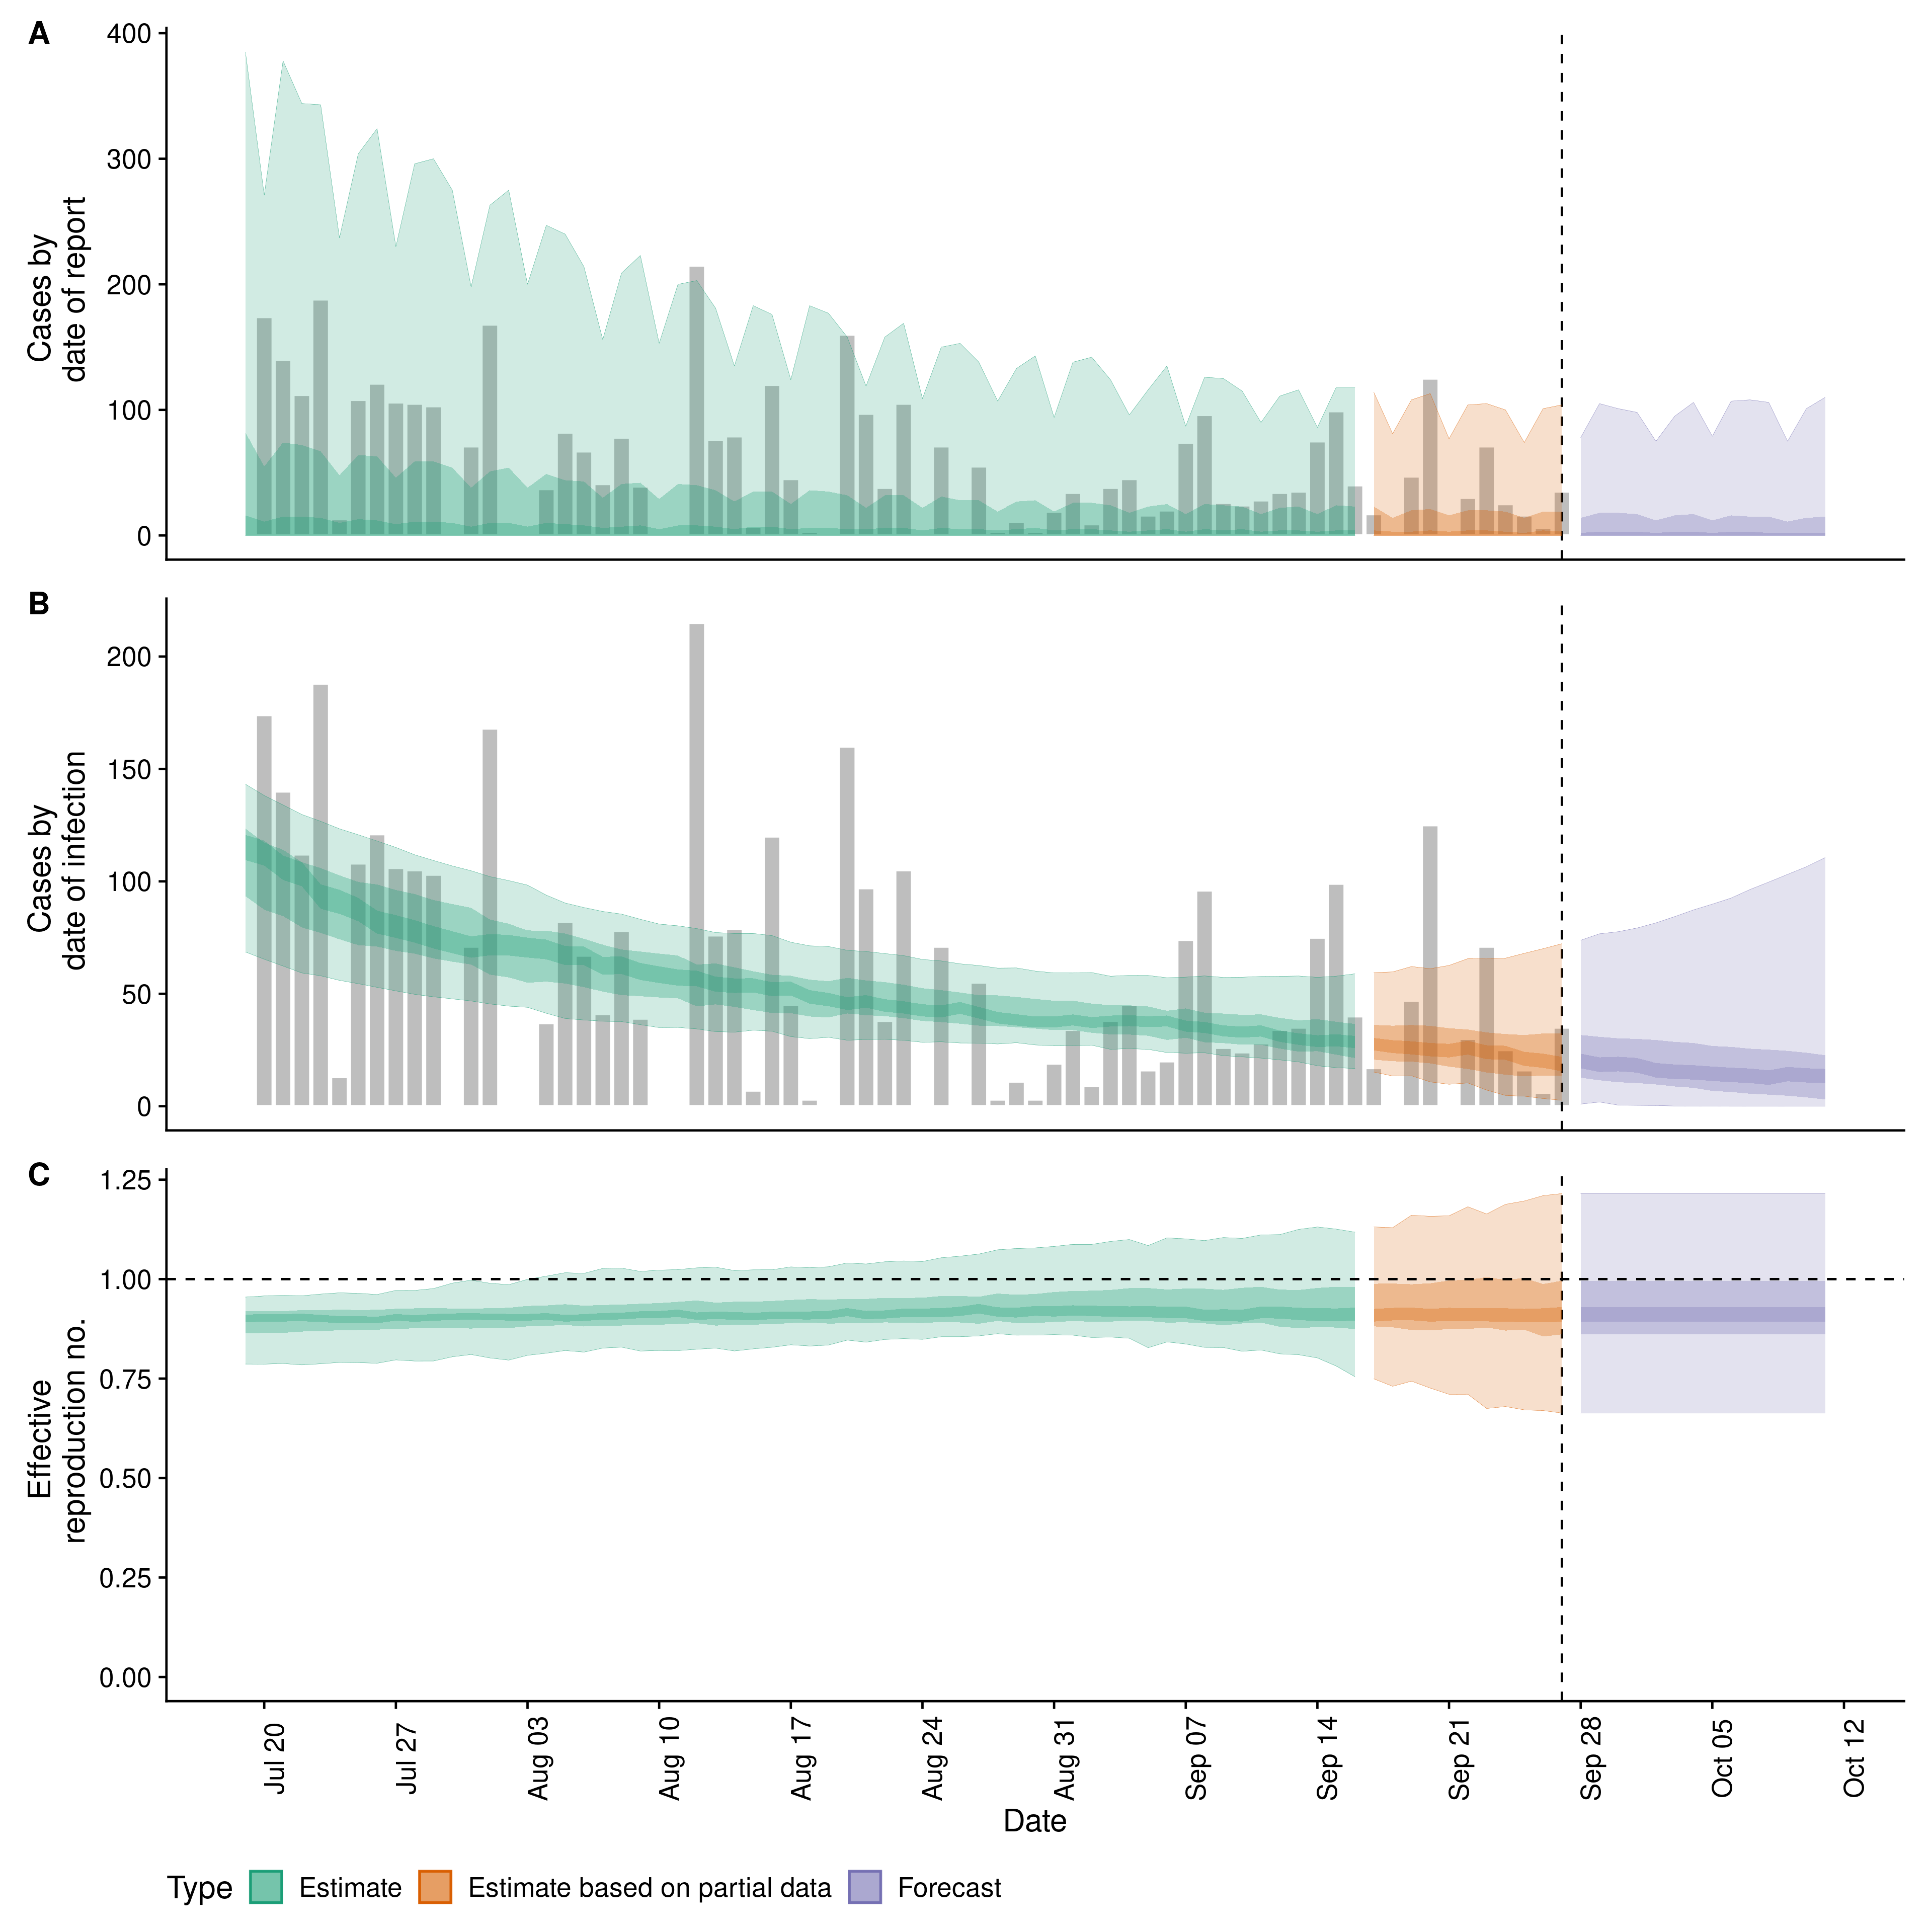 A
Cases by
date of report
400
300
200
100
0
B
Cases by
date of infection
200
150
100
50
0
C
Effective
reproduction no.
1.25
1.00
0.75
0.50
0.25
0.00
Jul 20
Jul 27
Aug 03
Aug 10
Aug 17
Aug 24
Aug 31
Sep 07
Sep 14
Sep 21
Sep 28
Oct 05
Oct 12
Date
Type Estimate Estimate based on partial data Forecast